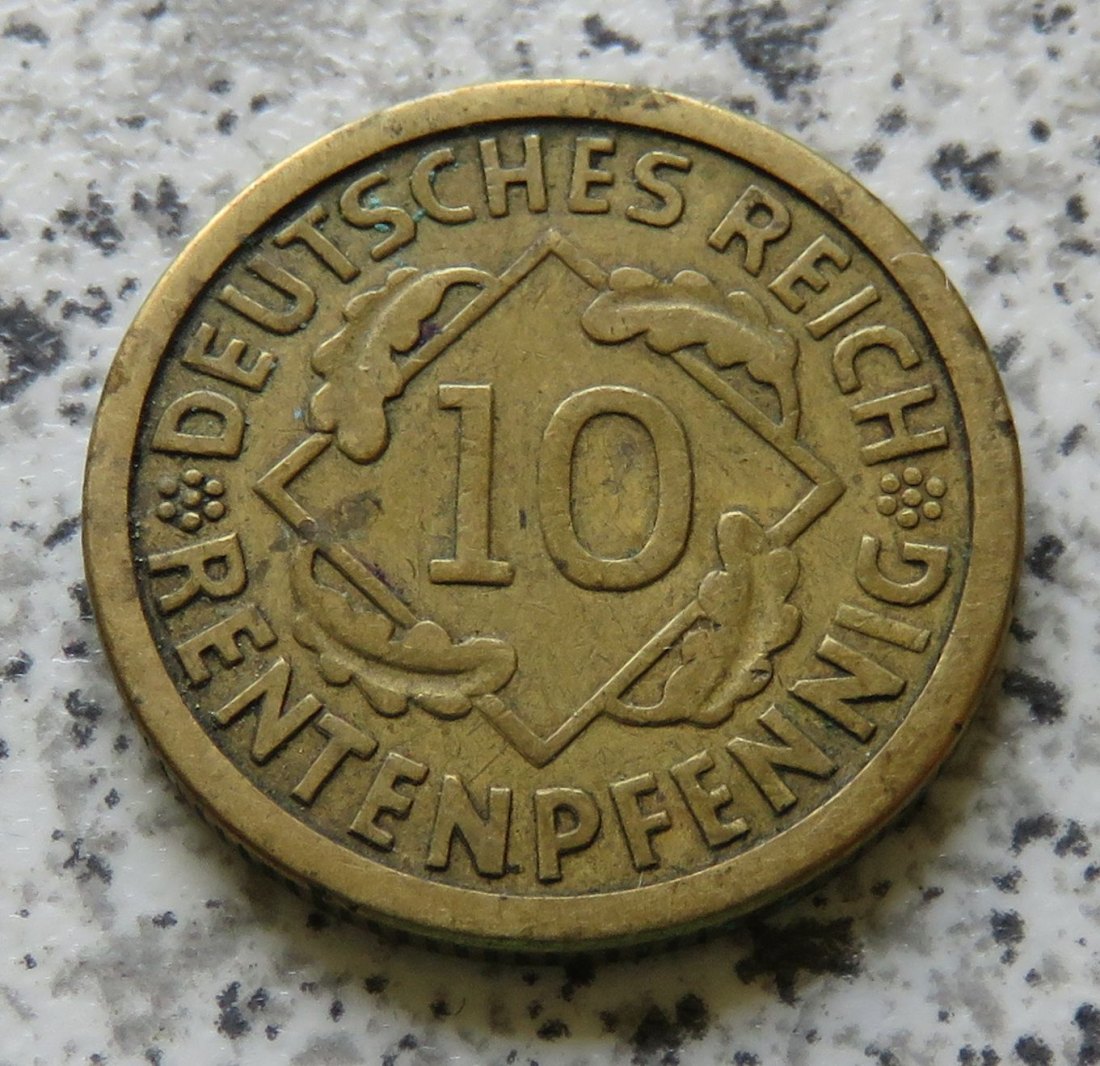 DEUTSCHES REICH
10
RENTENPFENNIG